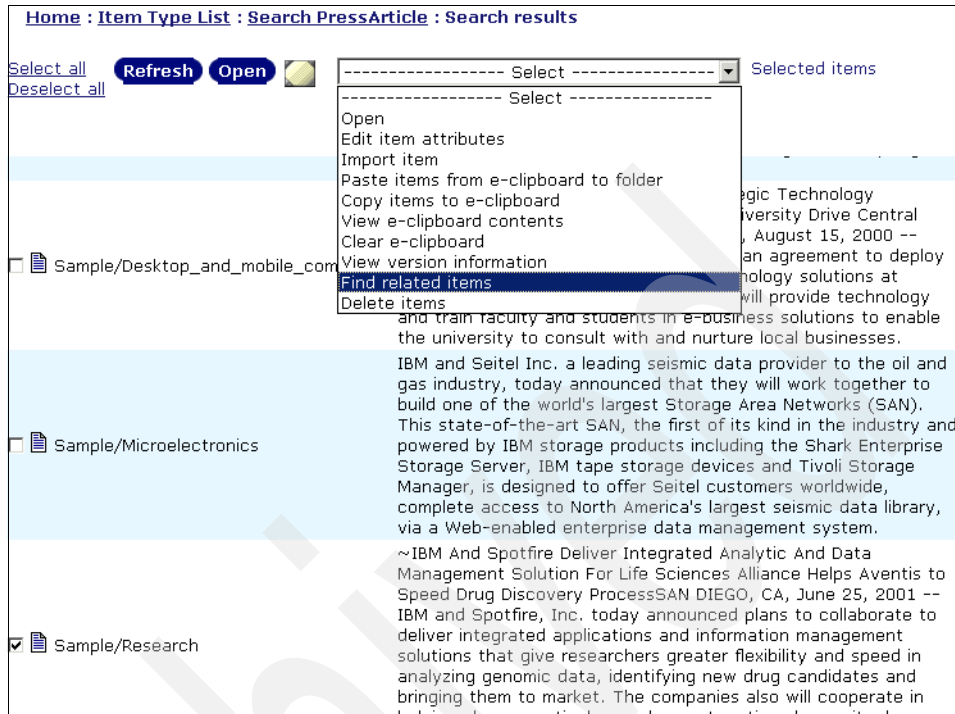 Home : Item Type List : Search PressArticle : Search results
Select all
Deselect all
Refresh Open
------------------ Select ----------------
Selected items
------------------ Select ----------------
Open
Edit item attributes
Import item
Paste items from e-clipboard to folder
Copy items to e-clipboard
View e-clipboard contents
Clear e-clipboard
View version information
Find related items
Delete items
Sample/Desktop_and_mobile_com
egic Technology
iversity Drive Central
, August 15, 2000 --
an agreement to deploy
nology solutions at
will provide technology
and train faculty and students in e-business solutions to enable
the university to consult with and nurture local businesses.
Sample/Microelectronics
IBM and Seitel Inc. a leading seismic data provider to the oil and
gas industry, today announced that they will work together to
build one of the world's largest Storage Area Networks (SAN).
This state-of-the-art SAN, the first of its kind in the industry and
powered by IBM storage products including the Shark Enterprise
Storage Server, IBM tape storage devices and Tivoli Storage
Manager, is designed to offer Seitel customers worldwide,
complete access to North America's largest seismic data library,
via a Web-enabled enterprise data management system.
Sample/Research
~IBM And Spotfire Deliver Integrated Analytic And Data
Management Solution For Life Sciences Alliance Helps Aventis to
Speed Drug Discovery ProcessSAN DIEGO, CA, June 25, 2001 --
IBM and Spotfire, Inc. today announced plans to collaborate to
deliver integrated applications and information management
solutions that give researchers greater flexibility and speed in
analyzing genomic data, identifying new drug candidates and
bringing them to market. The companies also will cooperate in